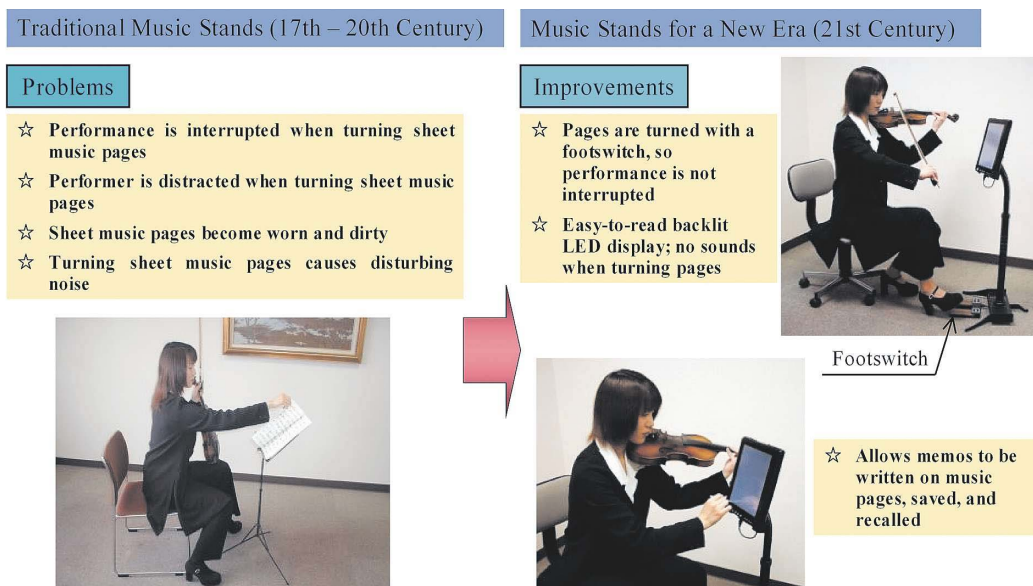 Traditional Music Stands (17th – 20th Century)
Problems
☆ Performance is interrupted when turning sheet
music pages
☆ Performer is distracted when turning sheet music
pages
☆ Sheet music pages become worn and dirty
☆ Turning sheet music pages causes disturbing
noise
Music Stands for a New Era (21st Century)
Improvements
☆ Pages are turned with a
footswitch, so
performance is not
interrupted
☆ Easy-to-read backlit
LED display; no sounds
when turning pages
Footswitch
☆ Allows memos to be
written on music
pages, saved, and
recalled